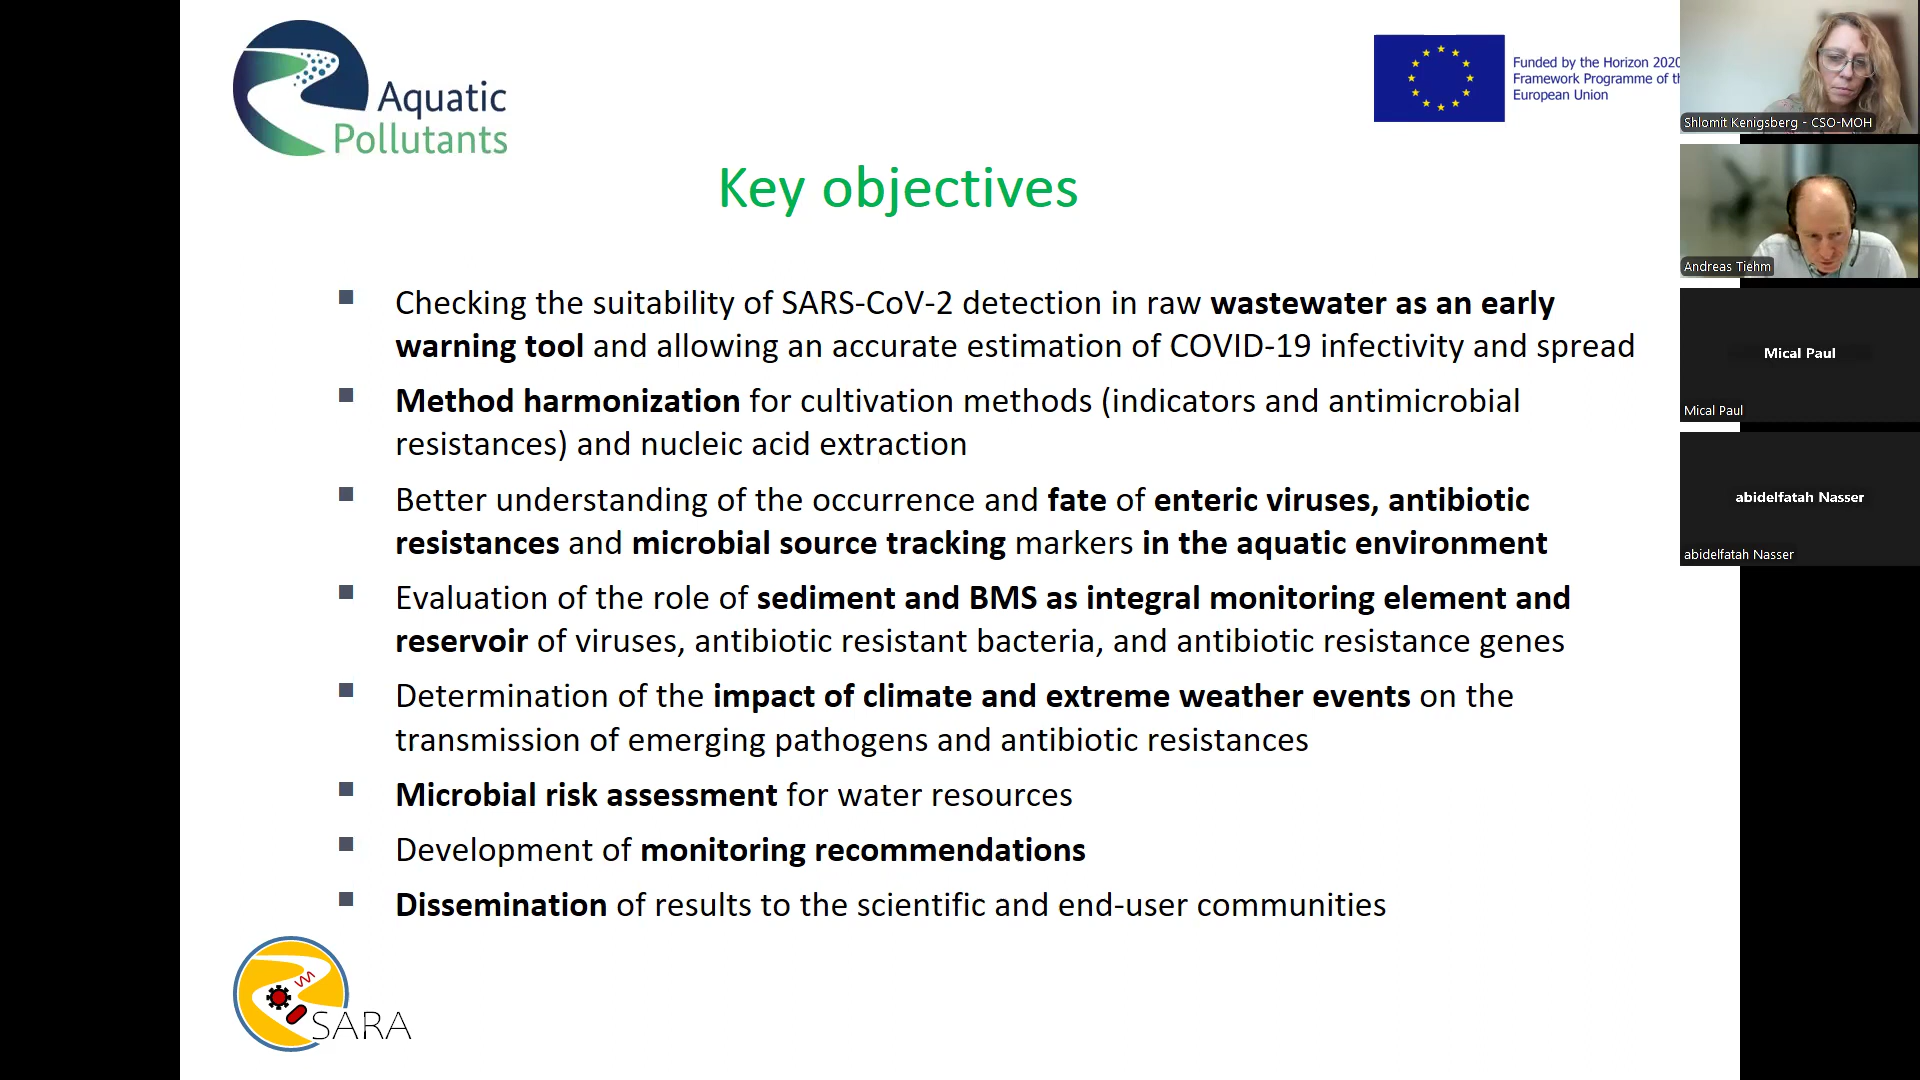 Aquatic
Pollutants
Funded by the Horizon 2020
Framework Programme of th
European Union
Key objectives
Checking the suitability of SARS-CoV-2 detection in raw wastewater as an early
warning tool and allowing an accurate estimation of COVID-19 infectivity and spread
Method harmonization for cultivation methods (indicators and antimicrobial
resistances) and nucleic acid extraction
Better understanding of the occurrence and fate of enteric viruses, antibiotic
resistances and microbial source tracking markers in the aquatic environment
Evaluation of the role of sediment and BMS as integral monitoring element and
reservoir of viruses, antibiotic resistant bacteria, and antibiotic resistance genes
Determination of the impact of climate and extreme weather events on the
transmission of emerging pathogens and antibiotic resistances
Microbial risk assessment for water resources
Development of monitoring recommendations
Dissemination of results to the scientific and end-user communities
SARA
Shlomit Kenigsberg - CSO-MOH
Andreas Tiehm
Mical Paul
Mical Paul
abidelfatah Nasser
abidelfatah Nasser